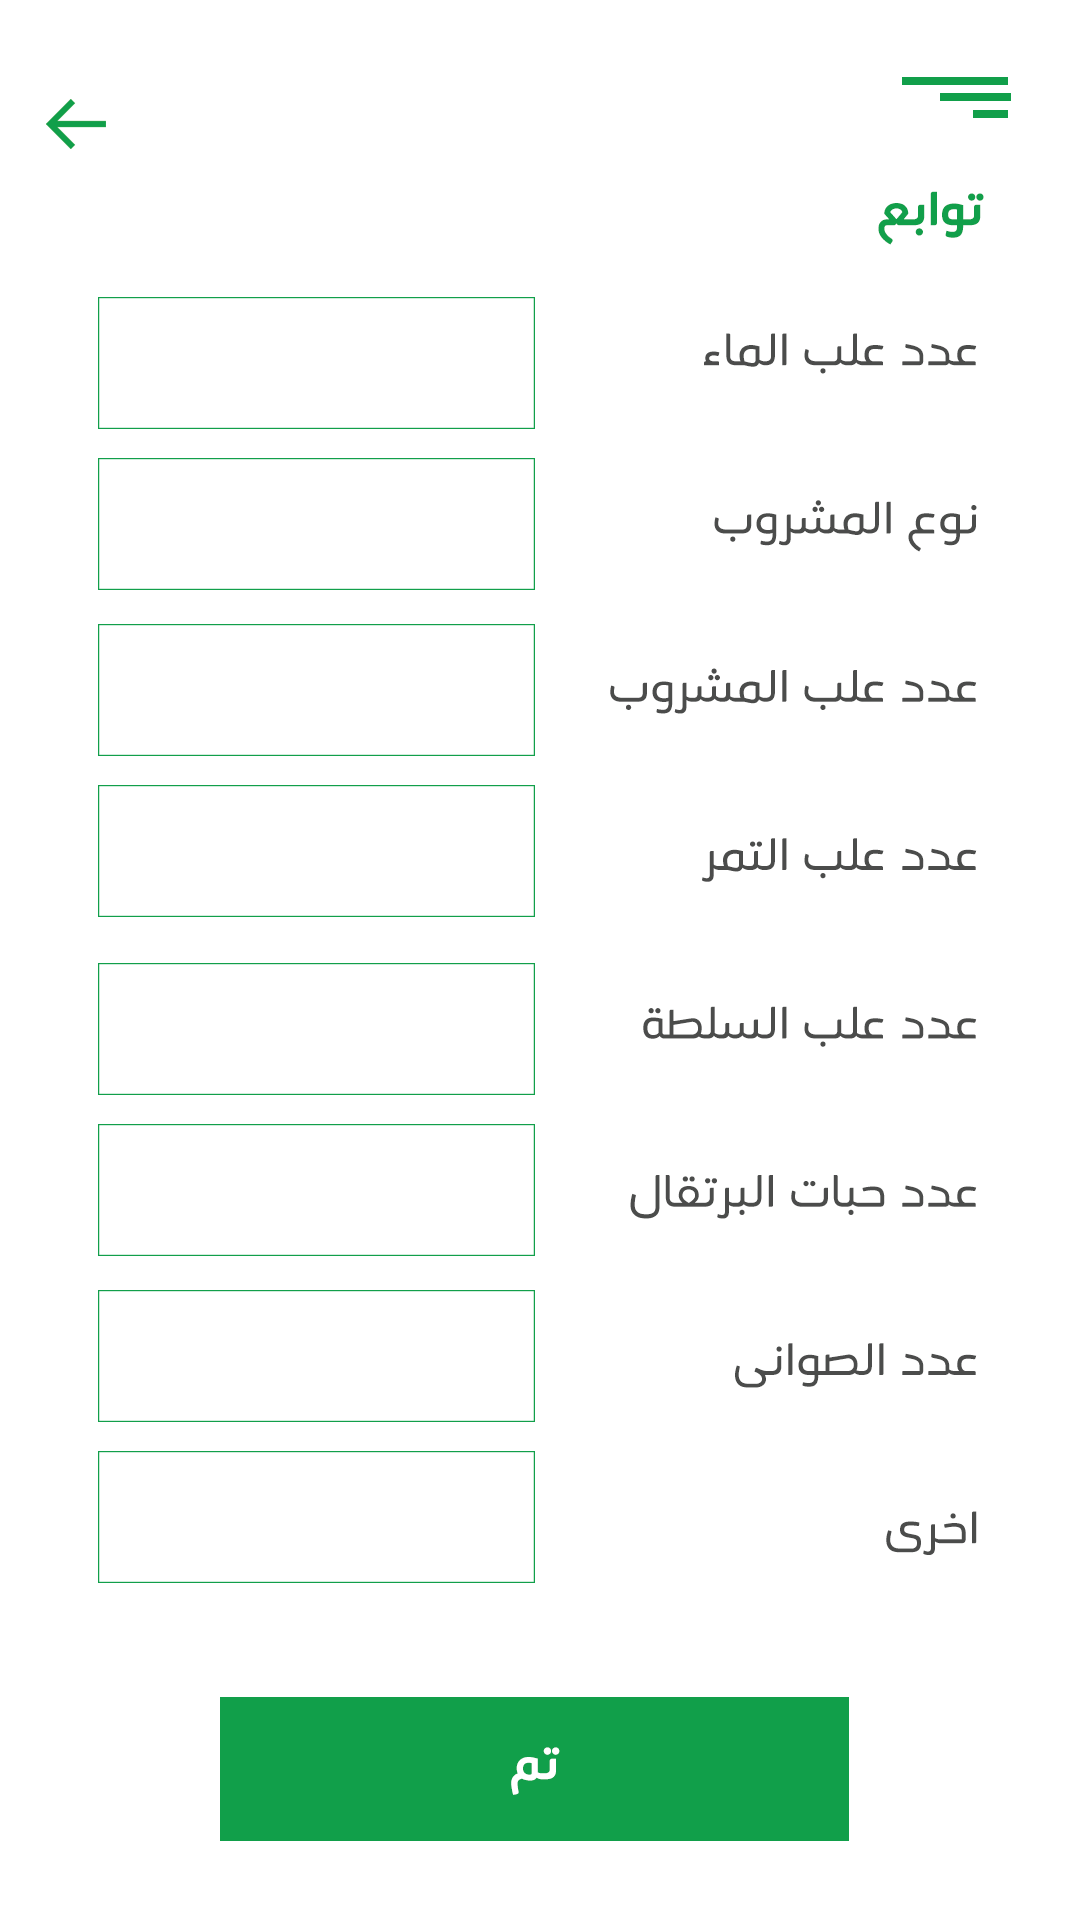 توابع
عدد علب الماء
نوع المشروب
عدد علب المشروب
عدد علب التمر
عدد علب السلطة
عدد حبات البرتقال
عدد الصوانى
اخرى
تم